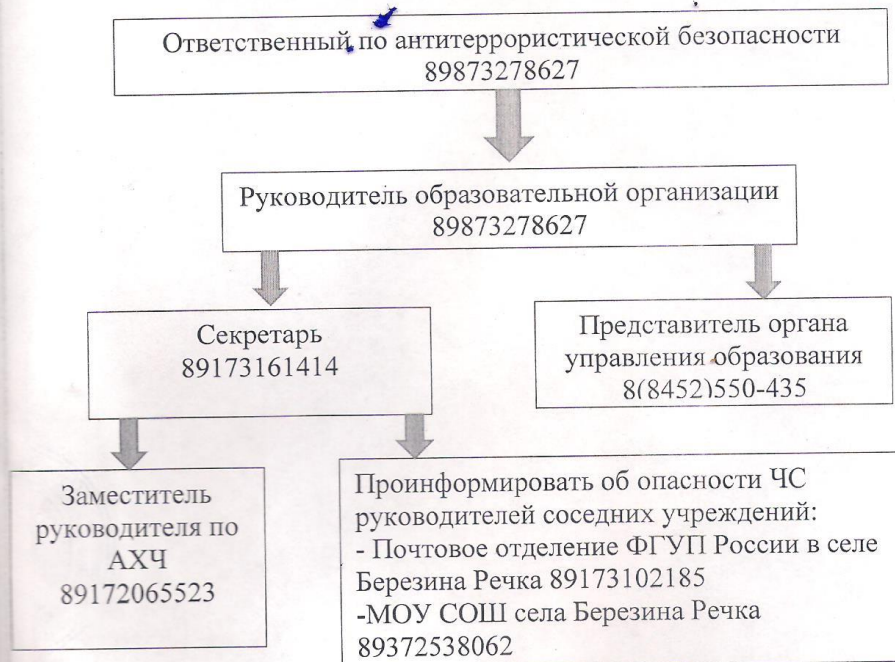 Ответственный по антитеррористической безопасности
89873278627
Руководитель образовательной организации
89873278627
Секретарь
89173161414
Представитель органа
управления образования
8(8452)550-435
Заместитель
руководителя по
АХЧ
89172065523
Проинформировать об опасности ЧС
руководителей соседних учреждений:
- Почтовое отделение ФГУП России в селе
Березина Речка 89173102185
-МОУ СОШ села Березина Речка
89372538062